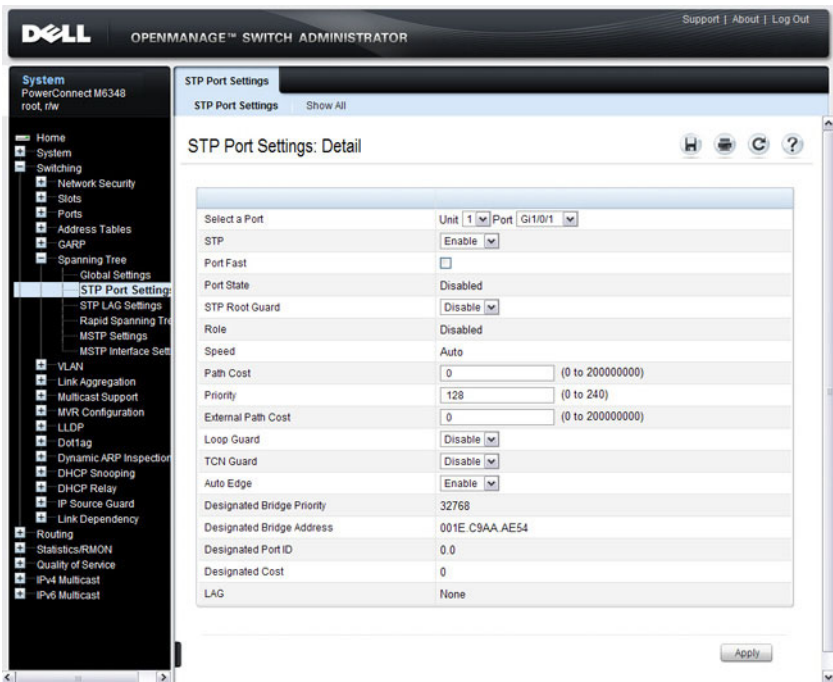 Support | About | Log Out
DELL
OPENMANAGE™ SWITCH ADMINISTRATOR
System
PowerConnect M6348
root, r/w
Home
System
Switching
Network Security
Slots
Ports
Address Tables
GARP
Spanning Tree
Global Settings
STP Port Settings
STP LAG Settings
Rapid Spanning Tre
MSTP Settings
MSTP Interface Sett
VLAN
Link Aggregation
Multicast Support
MVR Configuration
LLDP
Dot1ag
Dynamic ARP Inspection
DHCP Snooping
DHCP Relay
IP Source Guard
Link Dependency
Routing
Statistics/RMON
Quality of Service
IPv4 Multicast
IPv6 Multicast
STP Port Settings
STP Port Settings Show All
STP Port Settings: Detail
Select a Port Unit 1 Port Gi1/0/1
STP Enable
Port Fast
Port State Disabled
STP Root Guard Disable
Role Disabled
Speed Auto
Path Cost 0 (0 to 200000000)
Priority 128 (0 to 240)
External Path Cost 0 (0 to 200000000)
Loop Guard Disable
TCN Guard Disable
Auto Edge Enable
Designated Bridge Priority 32768
Designated Bridge Address 001E.C9AA.AE54
Designated Port ID 0.0
Designated Cost 0
LAG None
Apply